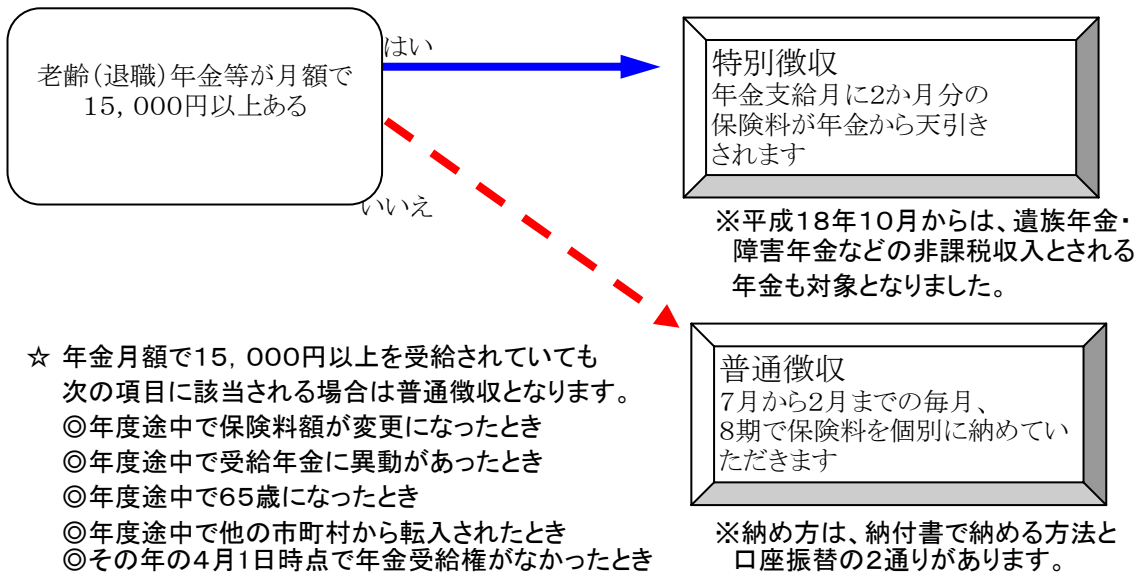 老齢(退職)年金等が月額で
15,000円以上ある
はい
いいえ
特別徴収
年金支給月に2か月分の
保険料が年金から天引き
されます
※平成18年10月からは、遺族年金・
障害年金などの非課税収入とされる
年金も対象となりました。
普通徴収
7月から2月までの毎月、
8期で保険料を個別に納めてい
ただきます
※納め方は、納付書で納める方法と
口座振替の2通りがあります。
☆ 年金月額で15,000円以上を受給されていても
次の項目に該当される場合は普通徴収となります。
◎年度途中で保険料額が変更になったとき
◎年度途中で受給年金に異動があったとき
◎年度途中で65歳になったとき
◎年度途中で他の市町村から転入されたとき
◎その年の4月1日時点で年金受給権がなかったとき